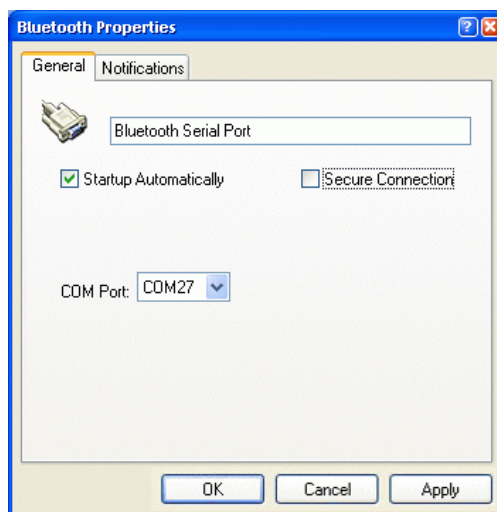 Bluetooth Properties
General Notifications
Bluetooth Serial Port
Startup Automatically Secure Connection
COM Port: COM27
OK Cancel Apply